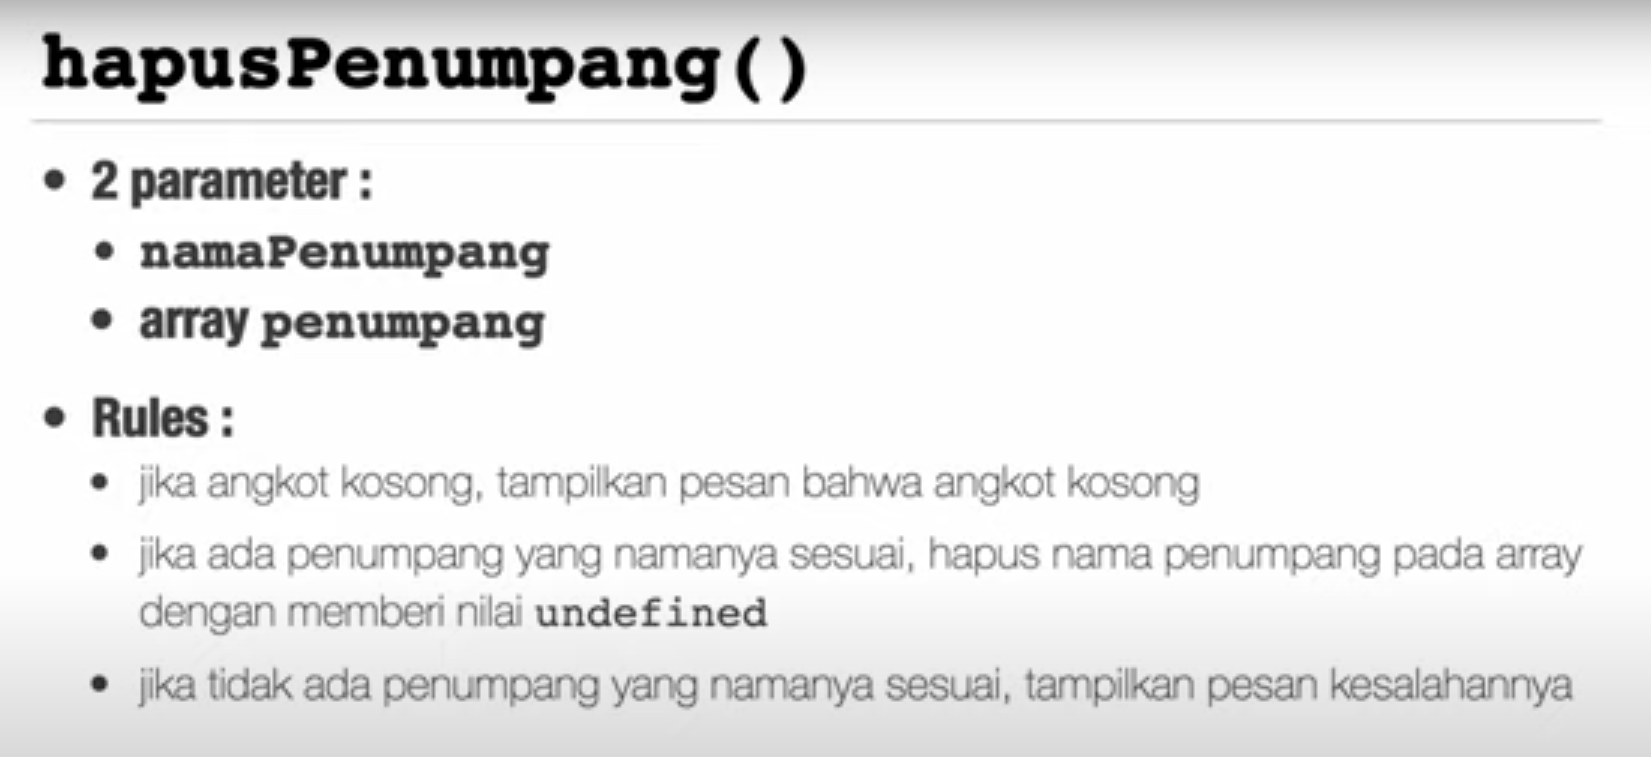 hapusPenumpang()
• 2 parameter :
• namaPenumpang
• array penumpang
• Rules :
• jika angkot kosong, tampilkan pesan bahwa angkot kosong
• jika ada penumpang yang namanya sesuai, hapus nama penumpang pada array
dengan memberi nilai undefined
• jika tidak ada penumpang yang namanya sesuai, tampilkan pesan kesalahannya